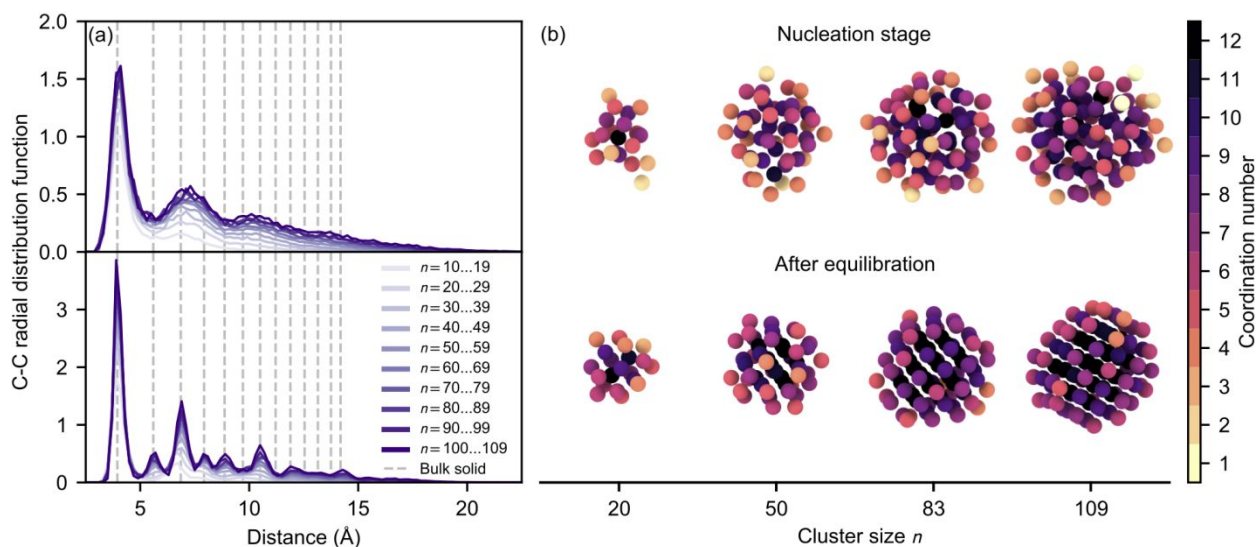 (a)
C-C radial distribution function
2.0
1.5
1.0
0.5
0.0
3
2
1
0
n = 10...19
n = 20...29
n = 30...39
n = 40...49
n = 50...59
n = 60...69
n = 70...79
n = 80...89
n = 90...99
n = 100...109
Bulk solid
5 10 15 20
Distance (Å)
(b)
Nucleation stage
After equilibration
20 50 83 109
Cluster size n
12
11
10
9
8
7
6
5
4
3
2
1
Coordination number